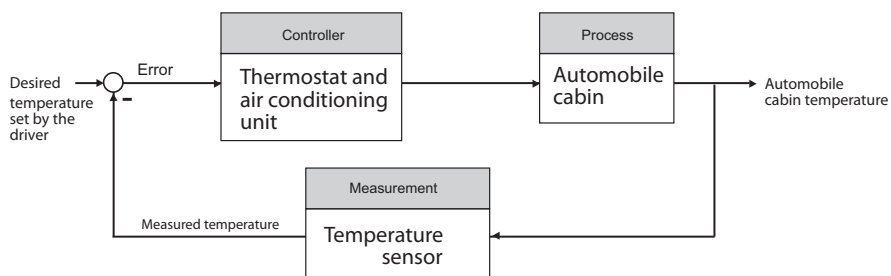 Controller
Process
Desired
temperature
set by the
driver
Error
Thermostat and
air conditioning
unit
Automobile
cabin
Automobile
cabin temperature
Measurement
Measured temperature
Temperature
sensor